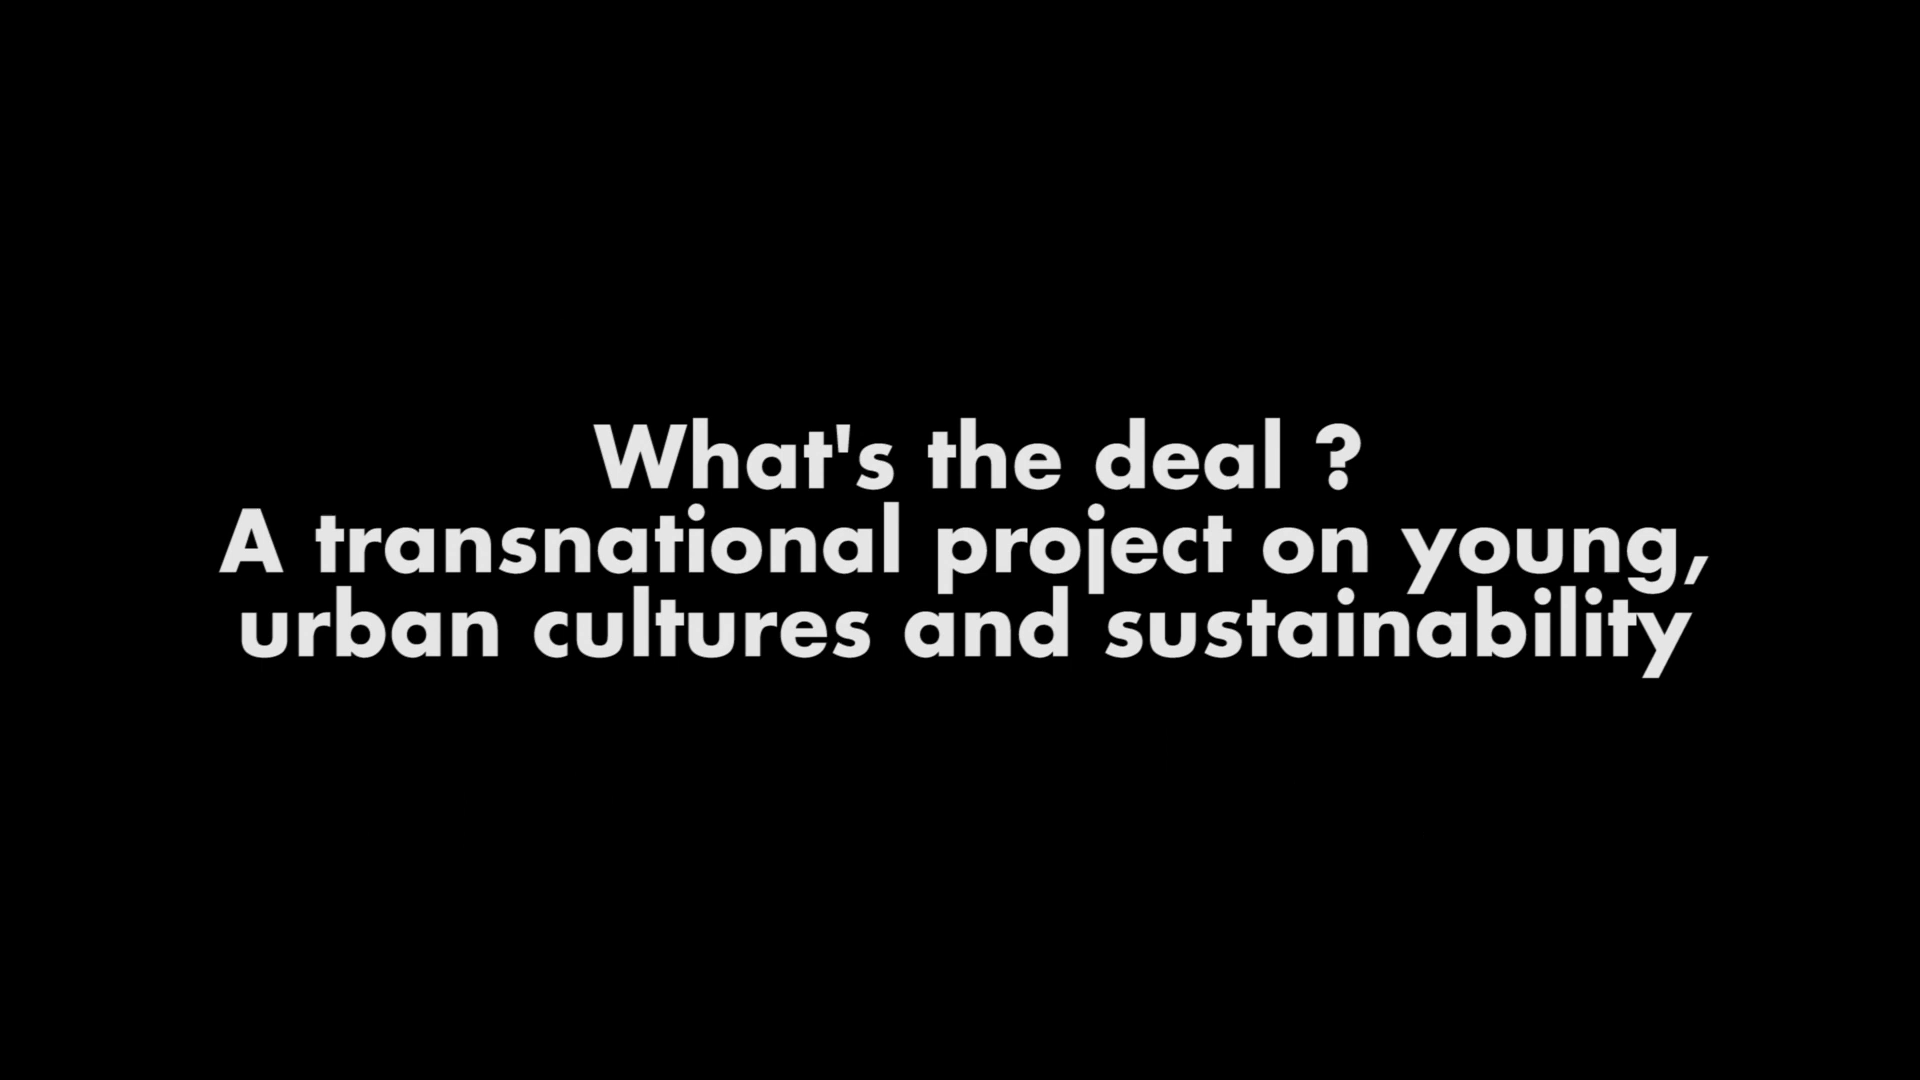 What's the deal ?
A transnational project on young,
urban cultures and sustainability